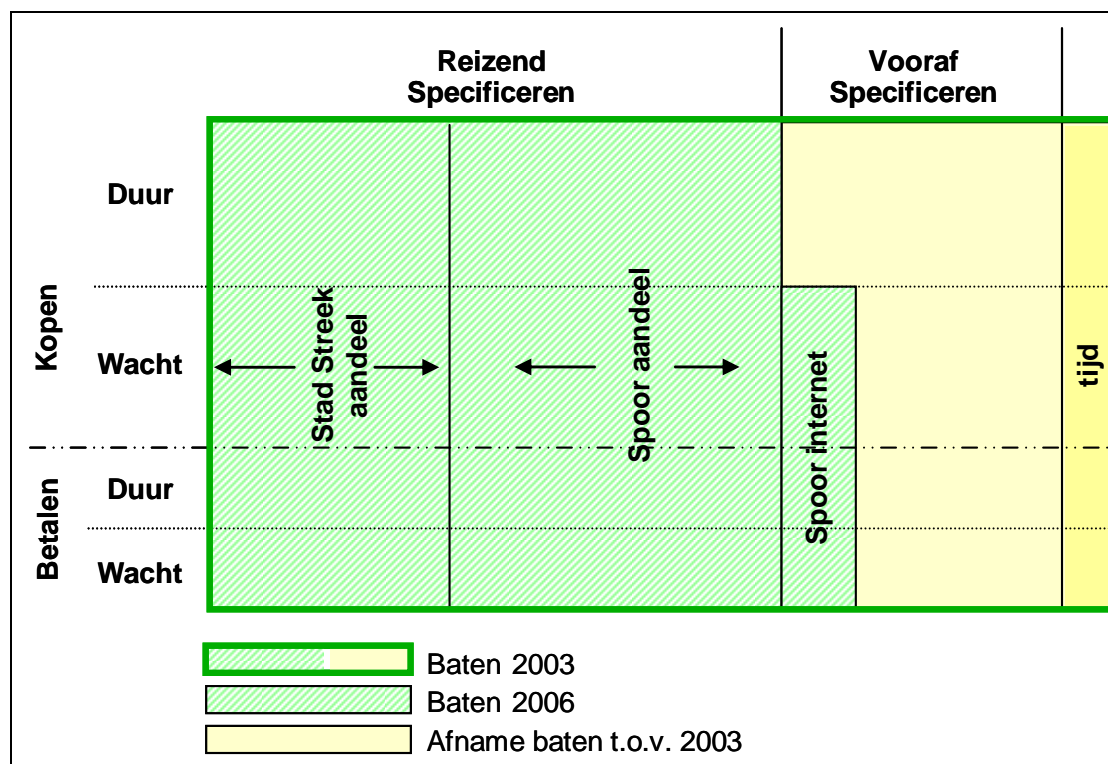 Reizend
Specificeren
Vooraf
Specificeren
Kopen
Duur
Wacht
Betalen
Duur
Wacht
Stad Streek
aandeel
Spoor aandeel
Spoor internet
tijd
Baten 2003
Baten 2006
Afname baten t.o.v. 2003